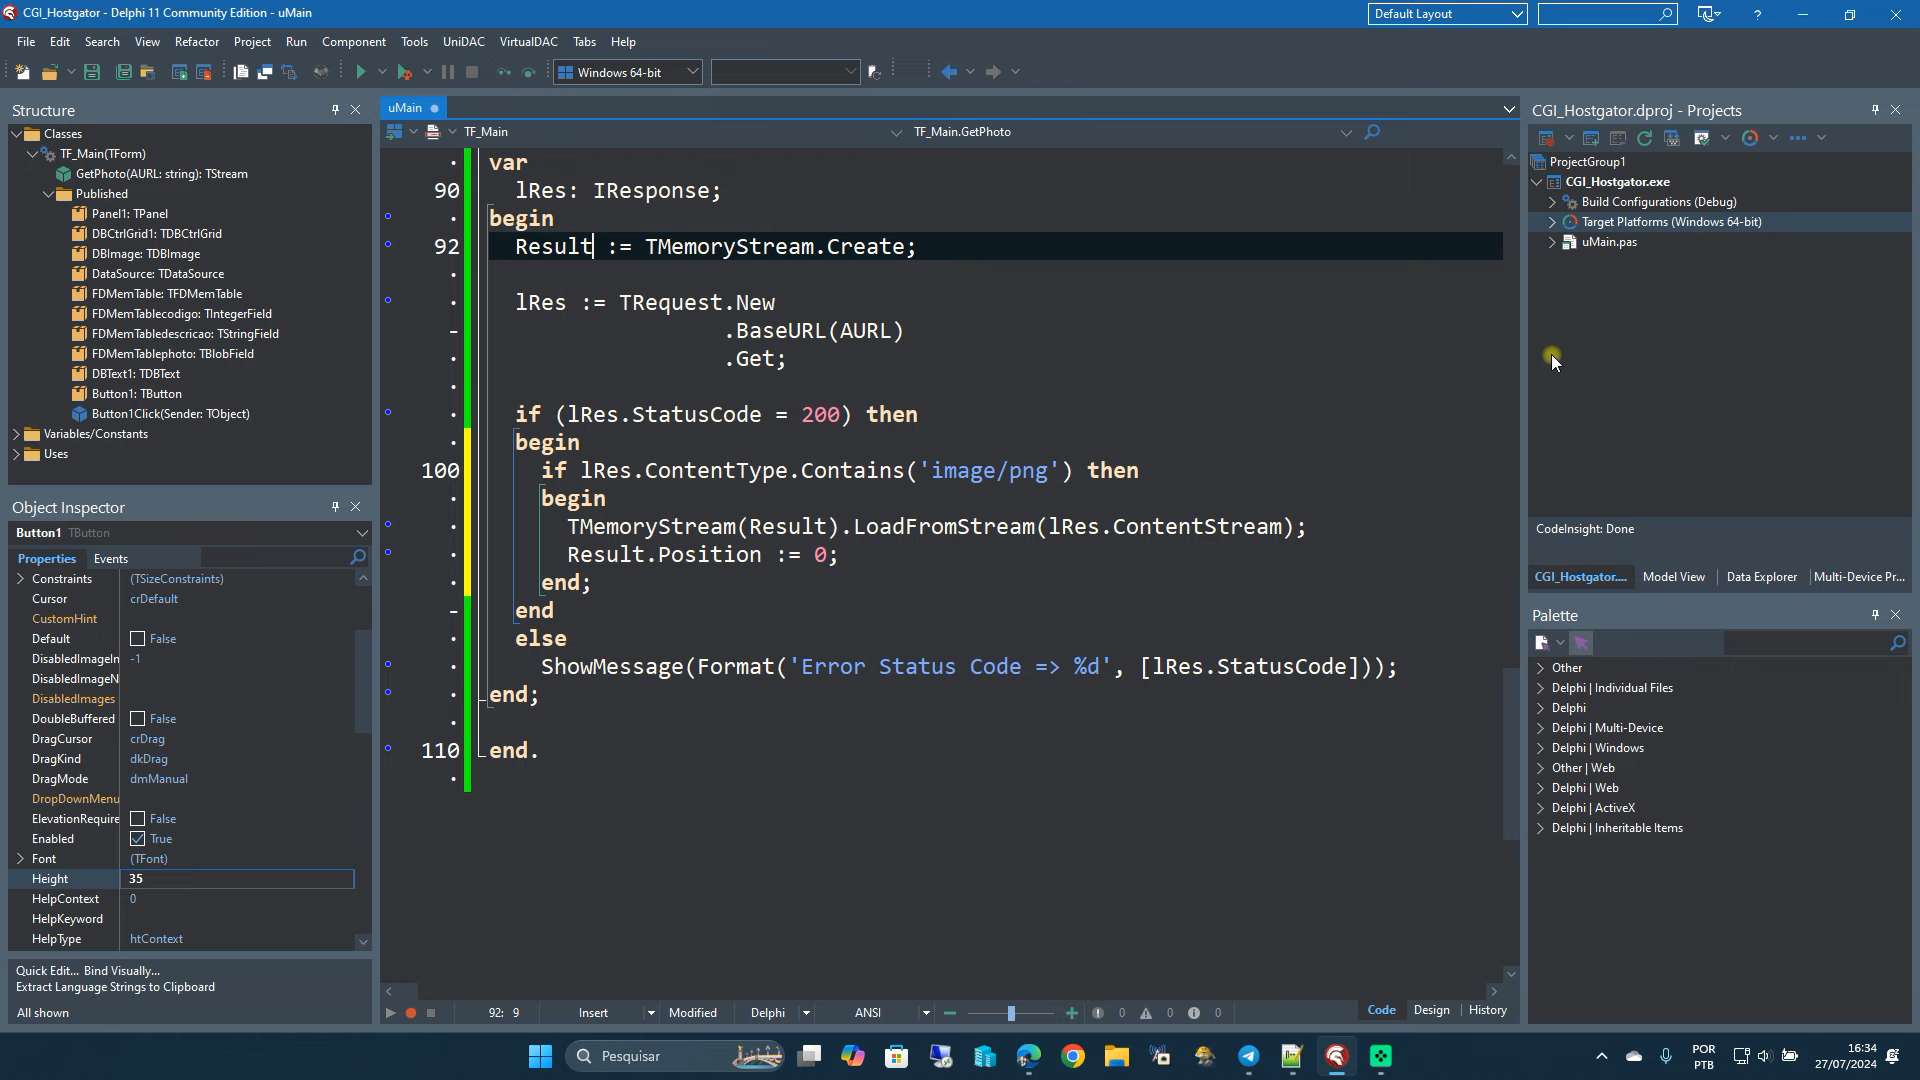 CGI_Hostgator - Delphi 11 Community Edition - uMain
Default Layout
File Edit Search View Refactor Project Run Component Tools UniDAC VirtualDAC Tabs Help
Windows 64-bit
Structure
Classes
TF_Main(TForm)
GetPhoto(AURL: string): TStream
Published
Panel1: TPanel
DBCtrlGrid1: TDBCtrlGrid
DBImage: TDBImage
DataSource: TDataSource
FDMemTable: TFDMemTable
FDMemTablecodigo: TIntegerField
FDMemTabledescricao: TStringField
FDMemTablephoto: TBlobField
DBText1: TDBText
Button1: TButton
Button1Click(Sender: TObject)
Variables/Constants
Uses
Object Inspector
Button1 TButton
Properties Events
Constraints (TSizeConstraints)
Cursor crDefault
CustomHint
Default False
DisabledImageIn -1
DisabledImageN
DisabledImages
DoubleBuffered False
DragCursor crDrag
DragKind dkDrag
DragMode dmManual
DropDownMenu
ElevationRequire False
Enabled True
Font (TFont)
Height 35
HelpContext 0
HelpKeyword
HelpType htContext
Quick Edit... Bind Visually...
Extract Language Strings to Clipboard
All shown
uMain
TF_Main TF_Main.GetPhoto
var
90 lRes: IResponse;
begin
92 Result := TMemoryStream.Create;
lRes := TRequest.New
.BaseURL(AURL)
.Get;
if (lRes.StatusCode = 200) then
begin
100 if lRes.ContentType.Contains('image/png') then
begin
TMemoryStream(Result).LoadFromStream(lRes.ContentStream);
Result.Position := 0;
end;
end
else
ShowMessage(Format('Error Status Code => %d', [lRes.StatusCode]));
end;
110 end.
92: 9 Insert Modified Delphi ANSI 0 0 0 Code Design History
CGI_Hostgator.dproj - Projects
ProjectGroup1
CGI_Hostgator.exe
Build Configurations (Debug)
Target Platforms (Windows 64-bit)
uMain.pas
CodeInsight: Done
CGI_Hostgator.... Model View Data Explorer Multi-Device Pr...
Palette
Other
Delphi | Individual Files
Delphi
Delphi | Multi-Device
Delphi | Windows
Other | Web
Delphi | Web
Delphi | ActiveX
Delphi | Inheritable Items
Pesquisar
POR
PTB
16:34
27/07/2024